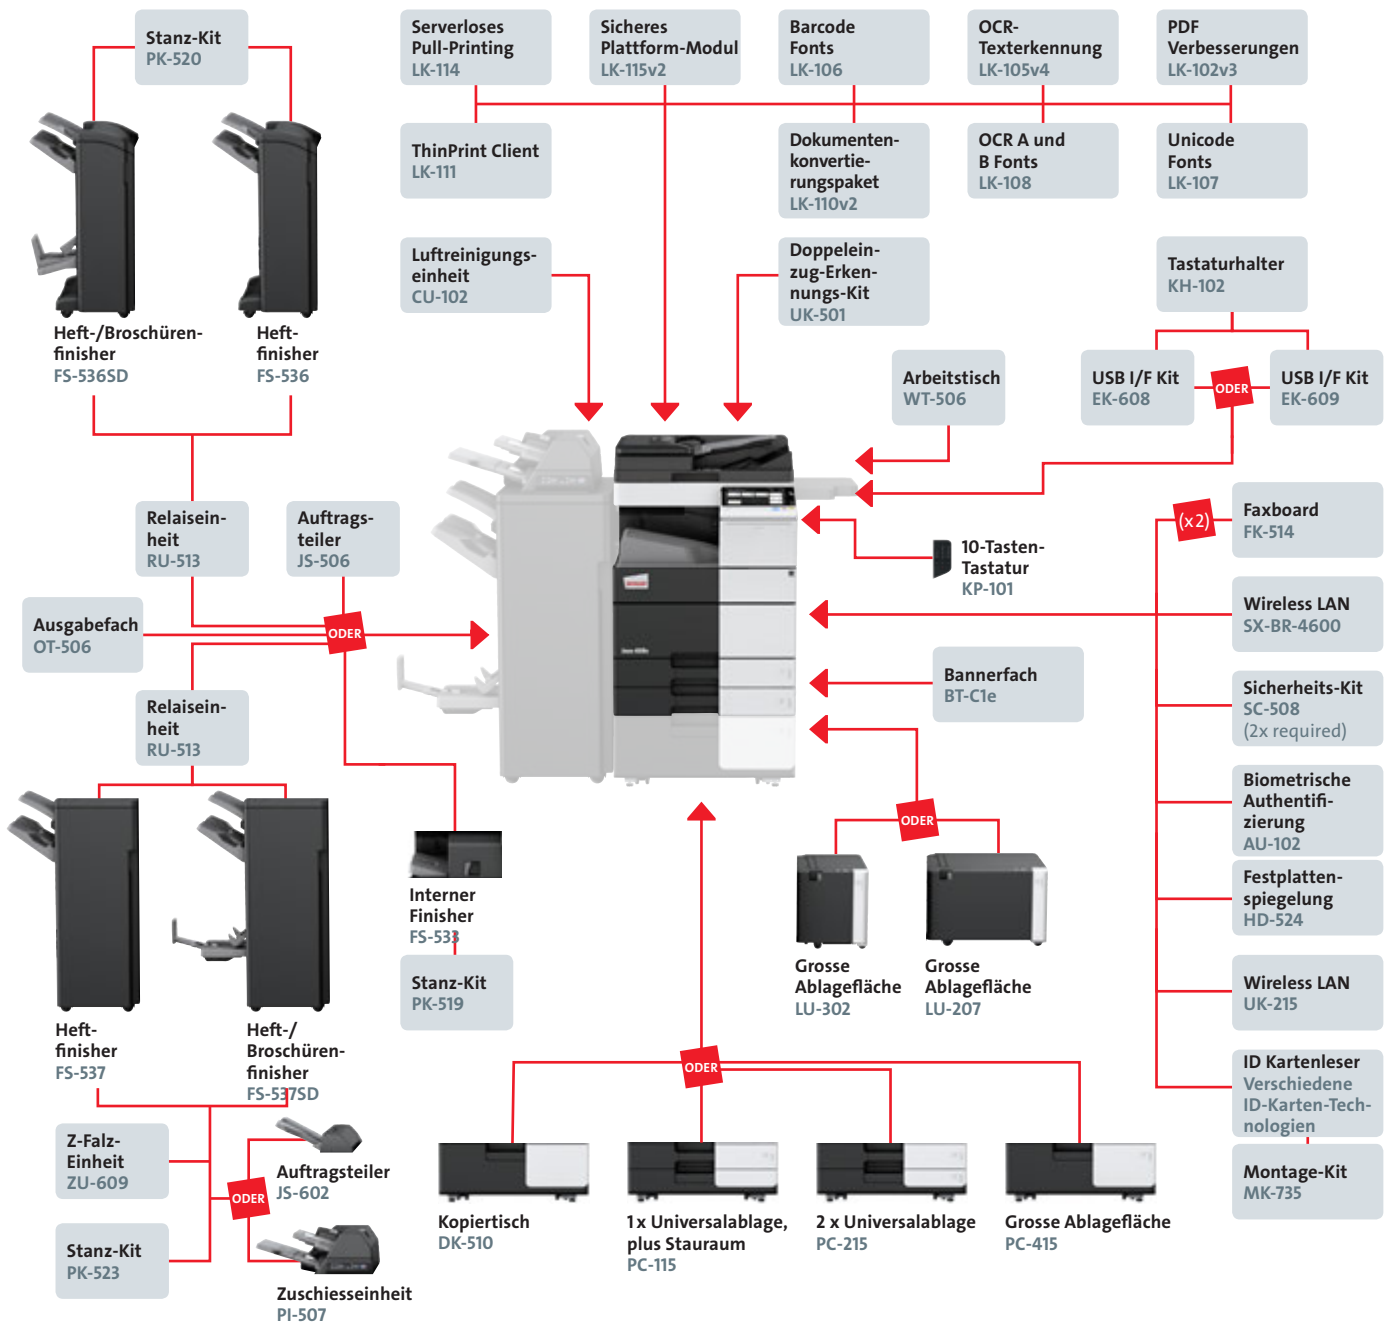 Stanz-Kit
PK-520
Serverloses
Pull-Printing
LK-114
Sicheres
Plattform-Modul
LK-115v2
Barcode
Fonts
LK-106
OCR-
Texterkennung
LK-105v4
PDF
Verbesserungen
LK-102v3
ThinPrint Client
LK-111
Dokumenten-
konvertie-
rungspaket
LK-110v2
OCR A und
B Fonts
LK-108
Unicode
Fonts
LK-107
Luftreinigungs-
einheit
CU-102
Doppelein-
zug-Erken-
nungs-Kit
UK-501
Tastaturhalter
KH-102
Heft-/Broschüren-
finisher
FS-536SD
Heft-
finisher
FS-536
Arbeitstisch
WT-506
USB I/F Kit
EK-608
ODER
USB I/F Kit
EK-609
Relaisein-
heit
RU-513
Auftrags-
teiler
JS-506
(x2)
Faxboard
FK-514
10-Tasten-
Tastatur
KP-101
Ausgabefach
OT-506
ODER
Wireless LAN
SX-BR-4600
Relaisein-
heit
RU-513
Bannerfach
BT-C1e
Sicherheits-Kit
SC-508
(2x required)
Biometrische
Authentifi-
zierung
AU-102
ODER
Interner
Finisher
FS-533
Festplatten-
spiegelung
HD-524
Stanz-Kit
PK-519
Grosse
Ablagefläche
LU-302
Grosse
Ablagefläche
LU-207
Wireless LAN
UK-215
Heft-
finisher
FS-537
Heft-/
Broschüren-
finisher
FS-537SD
ODER
ID Kartenleser
Verschiedene
ID-Karten-Tech-
nologien
Z-Falz-
Einheit
ZU-609
Auftragsteiler
JS-602
ODER
Montage-Kit
MK-735
Stanz-Kit
PK-523
Zuschiesseinheit
PI-507
Kopiertisch
DK-510
1 x Universalablage,
plus Stauraum
PC-115
2 x Universalablage
PC-215
Grosse Ablagefläche
PC-415